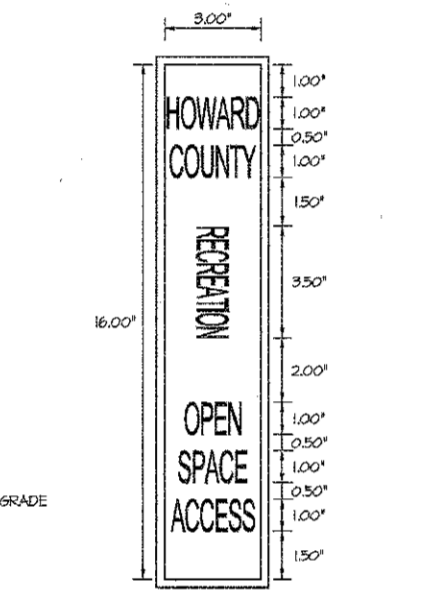 3.00"
1.00"
HOWARD
1.00"
0.50"
COUNTY
1.00"
1.50"
RECREATION
3.50"
16.00"
2.00"
OPEN
1.00"
0.50"
SPACE
1.00"
0.50"
GRADE
ACCESS
1.00"
1.50"